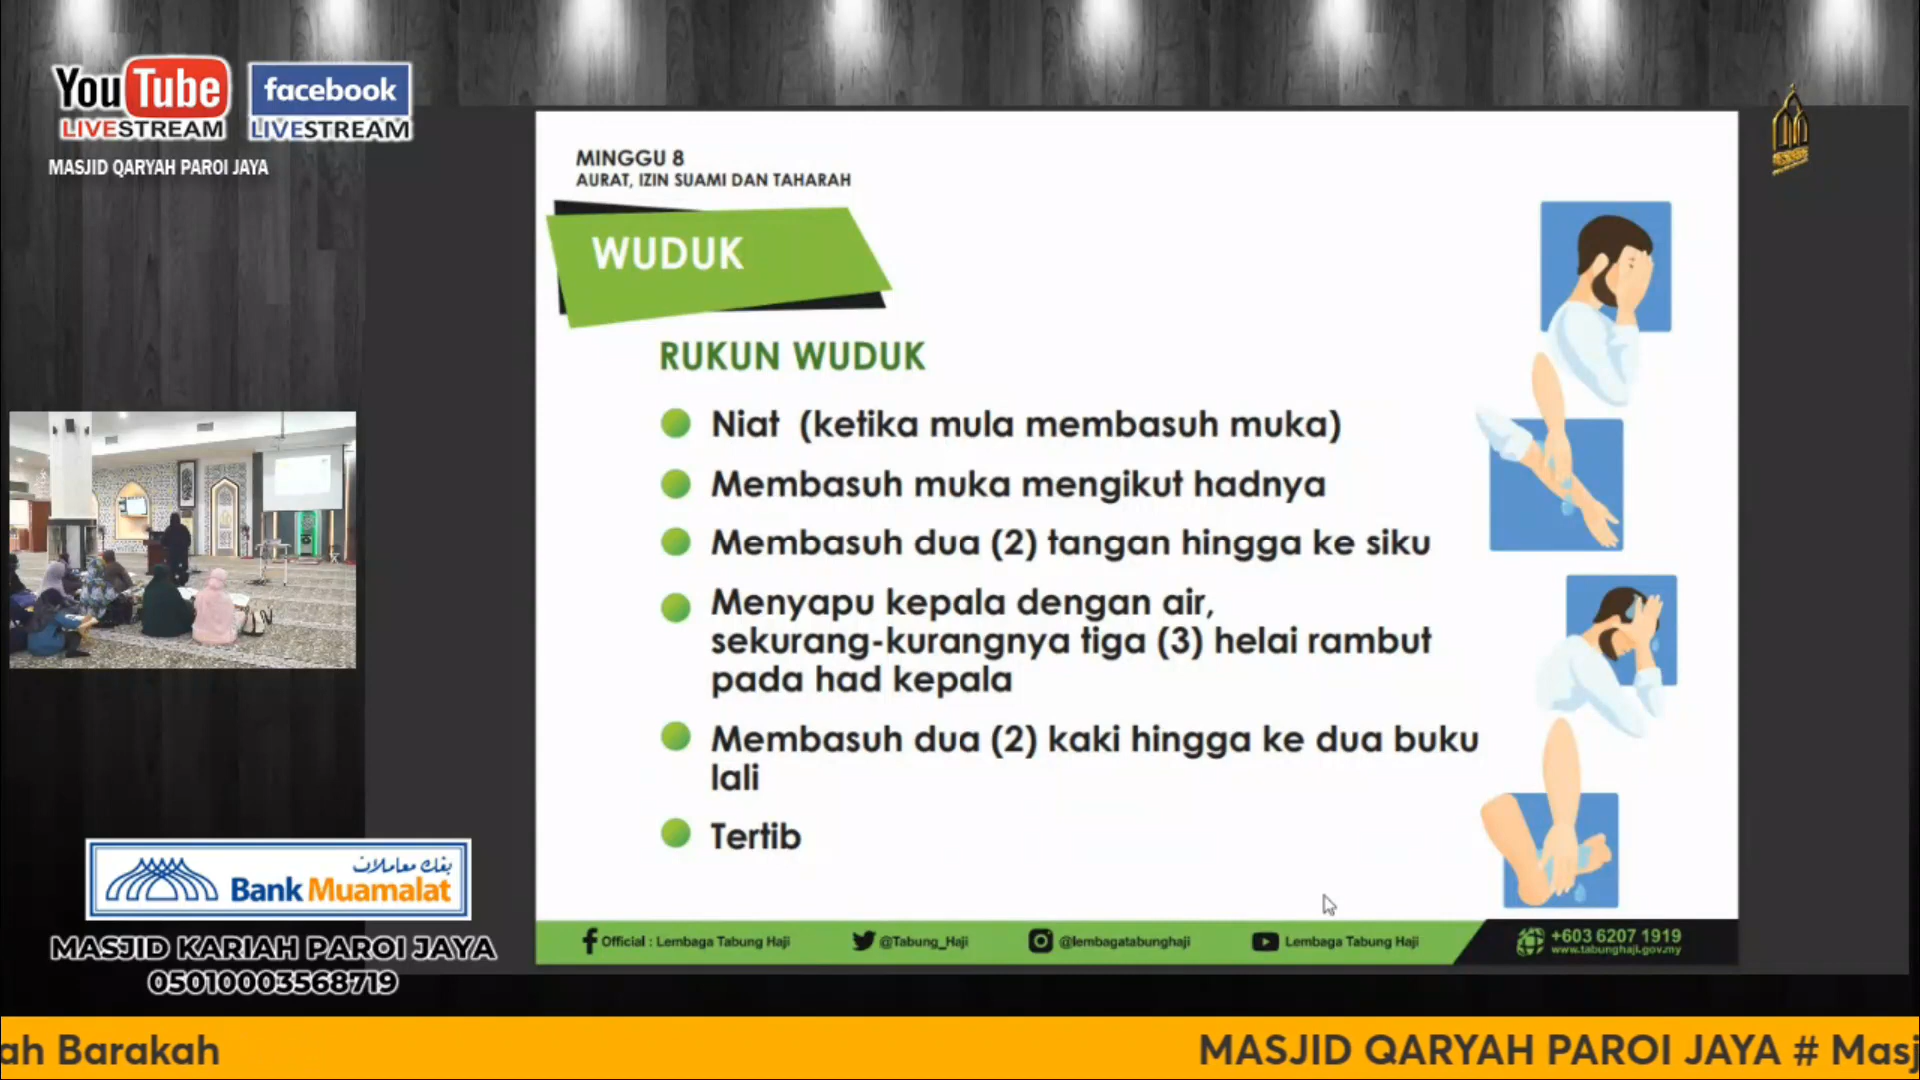 YouTube
LIVESTREAM
facebook
LIVESTREAM
MASJID QARYAH PAROI JAYA
MINGGU 8
AURAT, IZIN SUAMI DAN TAHARAH
WUDUK
RUKUN WUDUK
Niat (ketika mula membasuh muka)
Membasuh muka mengikut hadnya
Membasuh dua (2) tangan hingga ke siku
Menyapu kepala dengan air,
sekurang-kurangnya tiga (3) helai rambut
pada had kepala
Membasuh dua (2) kaki hingga ke dua buku
lali
Tertib
Official : Lembaga Tabung Haji
@Tabung_Haji
@lembagatabunghaji
Lembaga Tabung Haji
+603 6207 1919
www.tabunghaji.gov.my
بنك معاملات
Bank Muamalat
MASJID KARIAH PAROI JAYA
05010003568719
ah Barakah
MASJID QARYAH PAROI JAYA # Masj